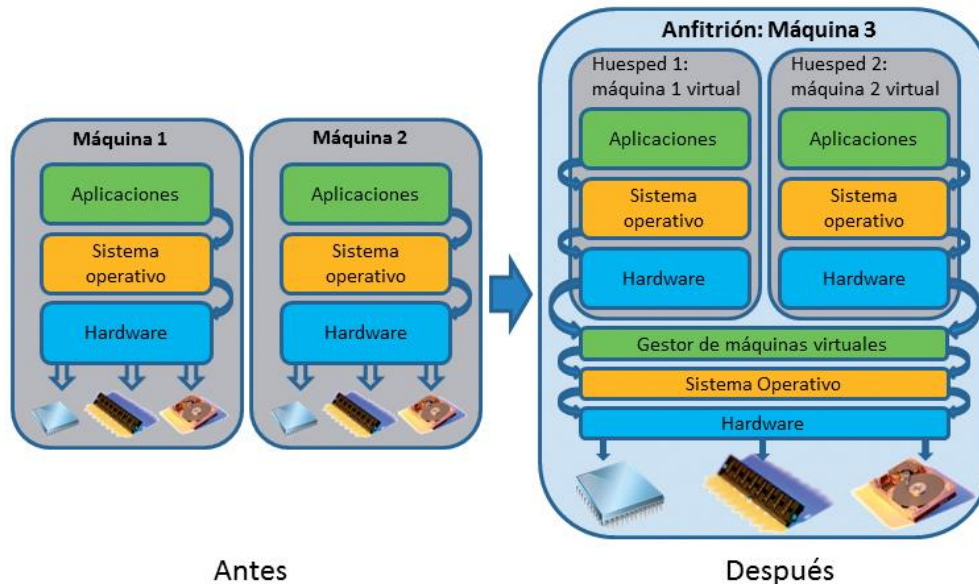 Máquina 1
Aplicaciones
Sistema
operativo
Hardware
Máquina 2
Aplicaciones
Sistema
operativo
Hardware
Antes
Anfitrión: Máquina 3
Huesped 1:
máquina 1 virtual
Aplicaciones
Sistema
operativo
Hardware
Huesped 2:
máquina 2 virtual
Aplicaciones
Sistema
operativo
Hardware
Gestor de máquinas virtuales
Sistema Operativo
Hardware
Después